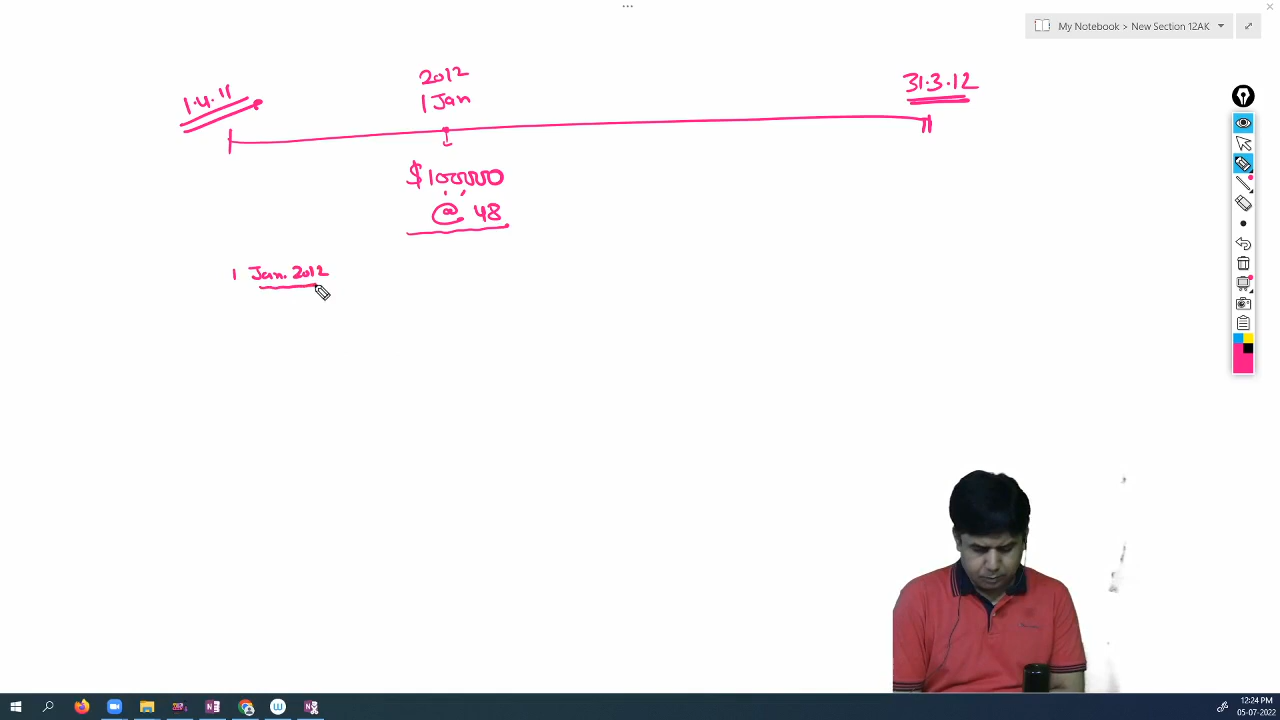 My Notebook > New Section 12AK
1.4.11
2012
1 Jan
31.3.12
$100000
@ 48
1 Jan. 2012
12:24 PM
05-07-2022